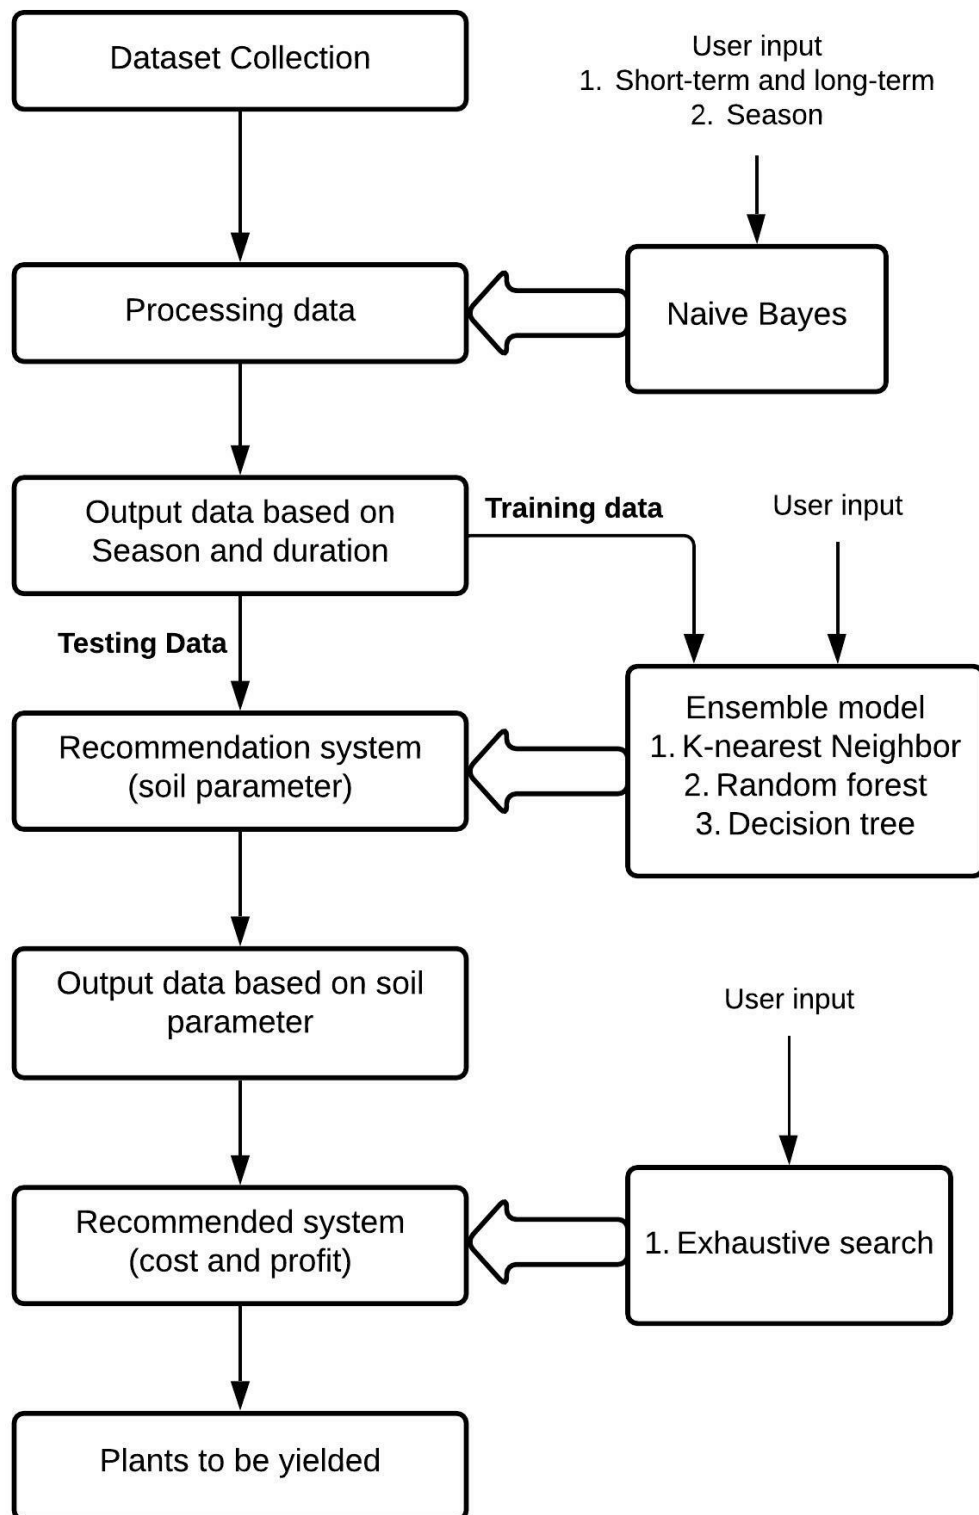 Dataset Collection
User input
1. Short-term and long-term
2. Season
Processing data
Naive Bayes
Output data based on
Season and duration
Training data
User input
Testing Data
Ensemble model
1. K-nearest Neighbor
2. Random forest
3. Decision tree
Recommendation system
(soil parameter)
Output data based on soil
parameter
User input
Recommended system
(cost and profit)
1. Exhaustive search
Plants to be yielded